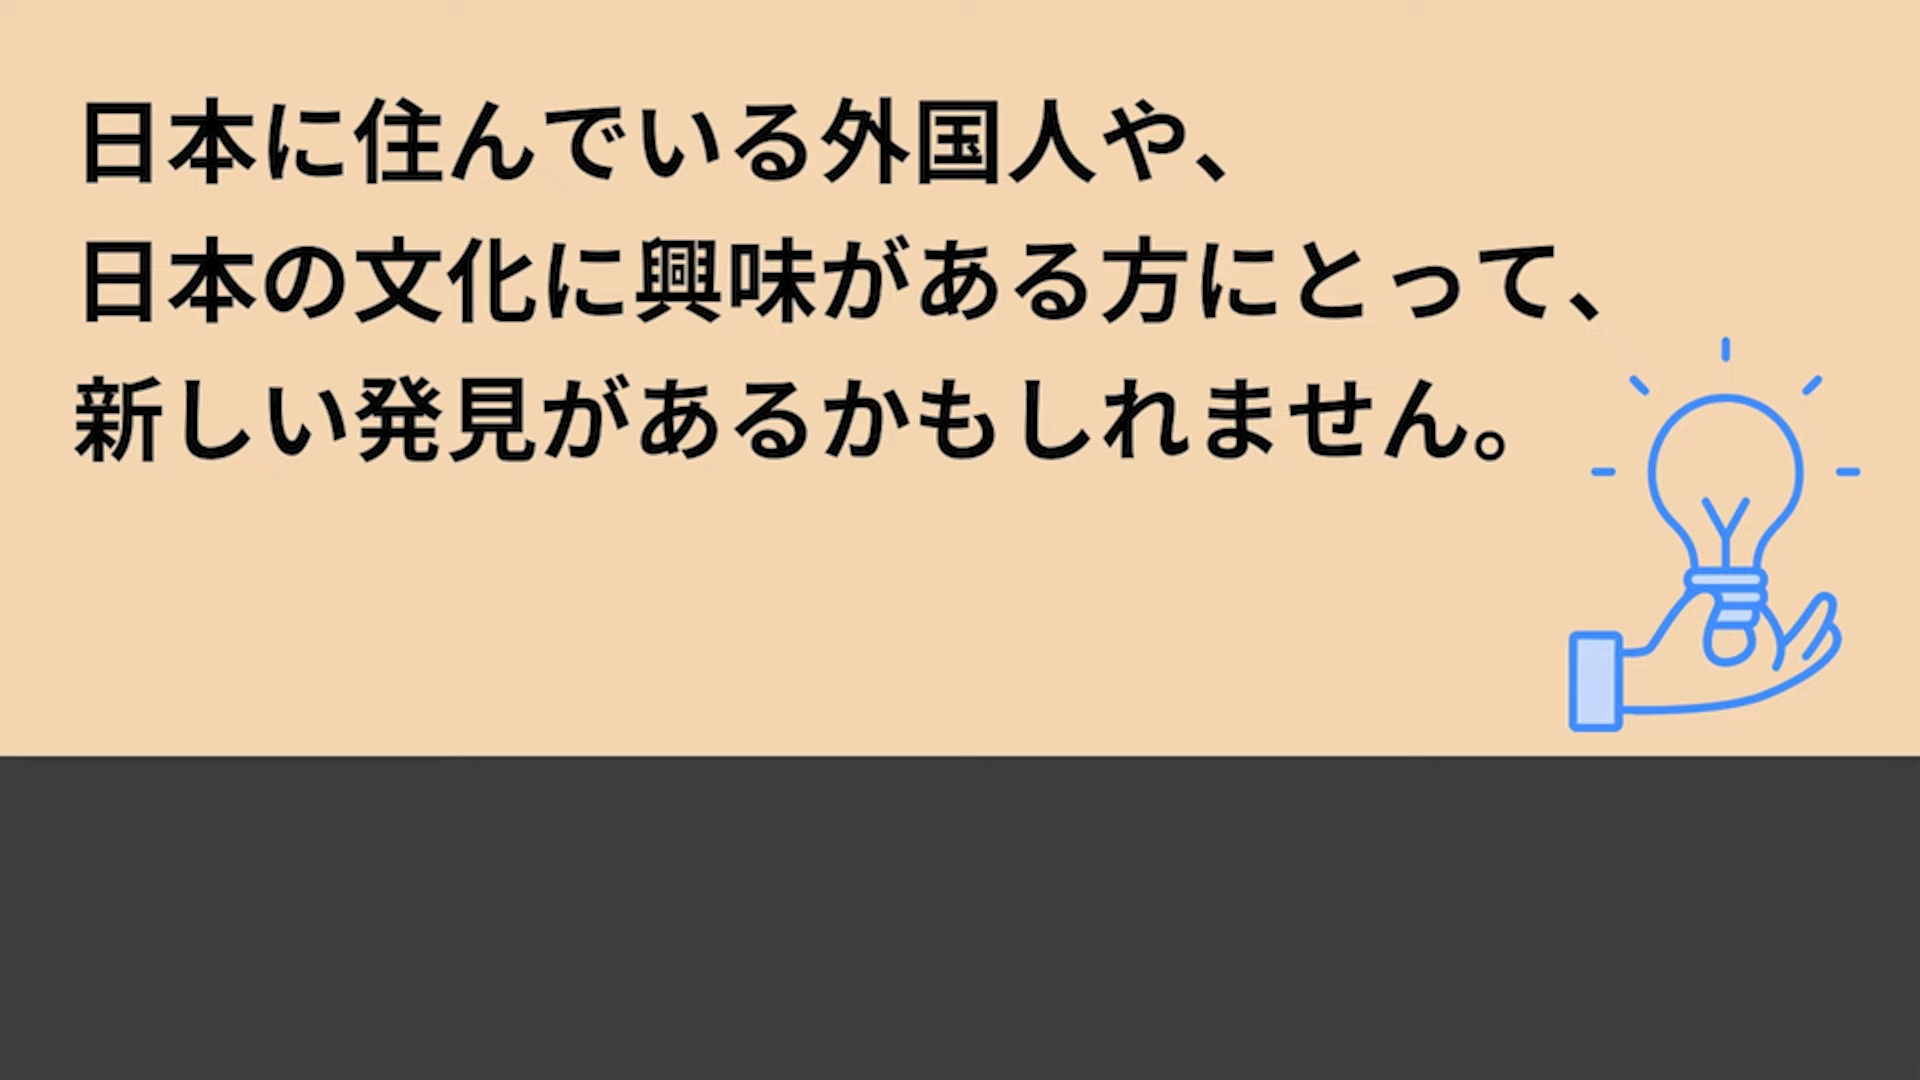 日本に住んでいる外国人や、
日本の文化に興味がある方にとって、
新しい発見があるかもしれません。